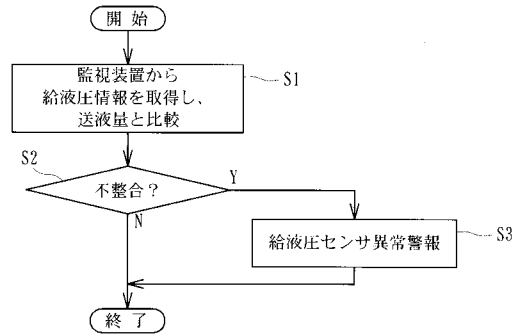 開 始
監視装置から
給液圧情報を取得し、
送液量と比較
S1
S2
不整合？
Y
N
給液圧センサ異常警報
S3
終 了